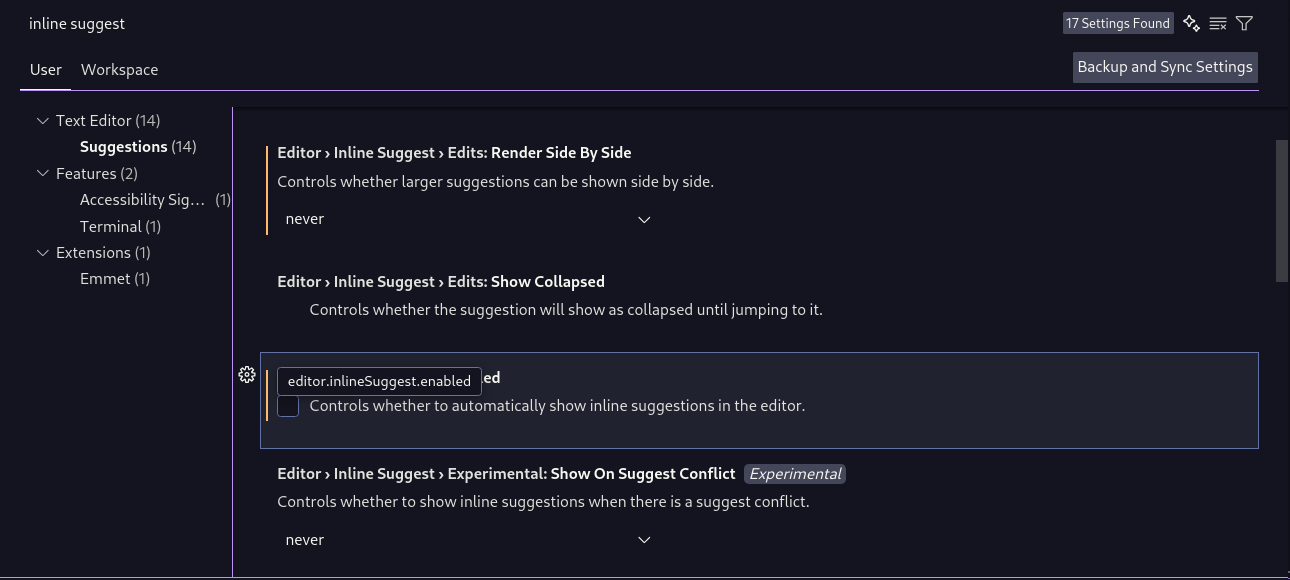 inline suggest
17 Settings Found
User Workspace
Backup and Sync Settings
Text Editor (14)
Suggestions (14)
Features (2)
Accessibility Sig... (1)
Terminal (1)
Extensions (1)
Emmet (1)
Editor › Inline Suggest › Edits: Render Side By Side
Controls whether larger suggestions can be shown side by side.
never
Editor › Inline Suggest › Edits: Show Collapsed
Controls whether the suggestion will show as collapsed until jumping to it.
editor.inlineSuggest.enabled
Controls whether to automatically show inline suggestions in the editor.
Editor › Inline Suggest › Experimental: Show On Suggest Conflict Experimental
Controls whether to show inline suggestions when there is a suggest conflict.
never